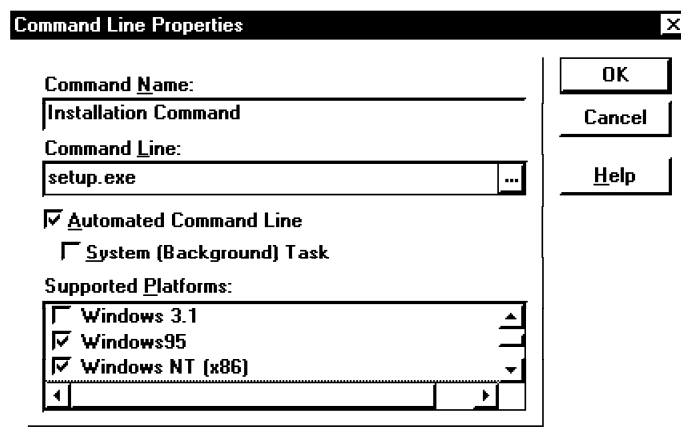 Command Line Properties
Command Name:
Installation Command
Command Line:
setup.exe
...
Automated Command Line
System (Background) Task
Supported Platforms:
Windows 3.1
Windows95
Windows NT (x86)
OK
Cancel
Help